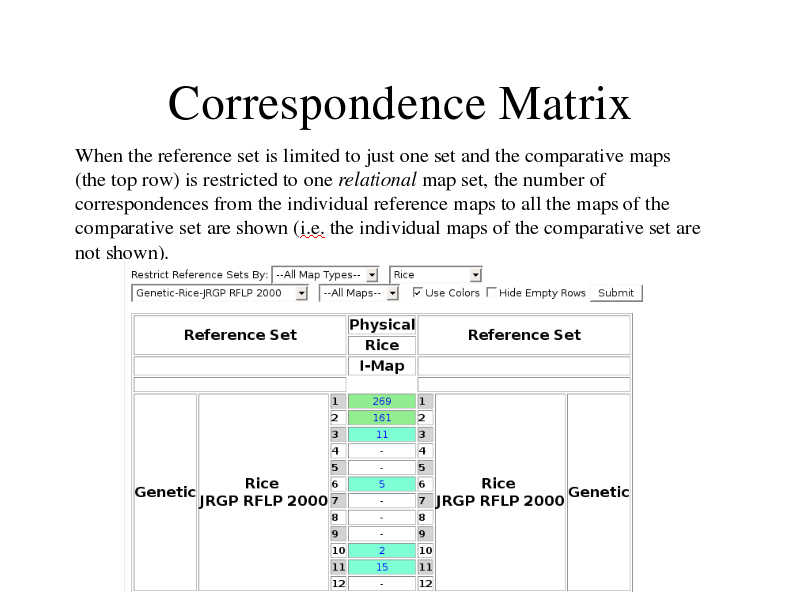 Correspondence Matrix
When the reference set is limited to just one set and the comparative maps
(the top row) is restricted to one relational map set, the number of
correspondences from the individual reference maps to all the maps of the
comparative set are shown (i.e. the individual maps of the comparative set are
not shown).
Restrict Reference Sets By: --All Map Types-- Rice
Genetic-Rice-JRGP RFLP 2000 --All Maps-- Use Colors Hide Empty Rows Submit
Reference Set Physical Reference Set
Rice
I-Map
1 269 1
2 161 2
3 11 3
4 - 4
5 - 5
Rice 6 5 6 Rice
Genetic JRGP RFLP 2000 7 - 7 JRGP RFLP 2000 Genetic
8 - 8
9 - 9
10 2 10
11 15 11
12 - 12